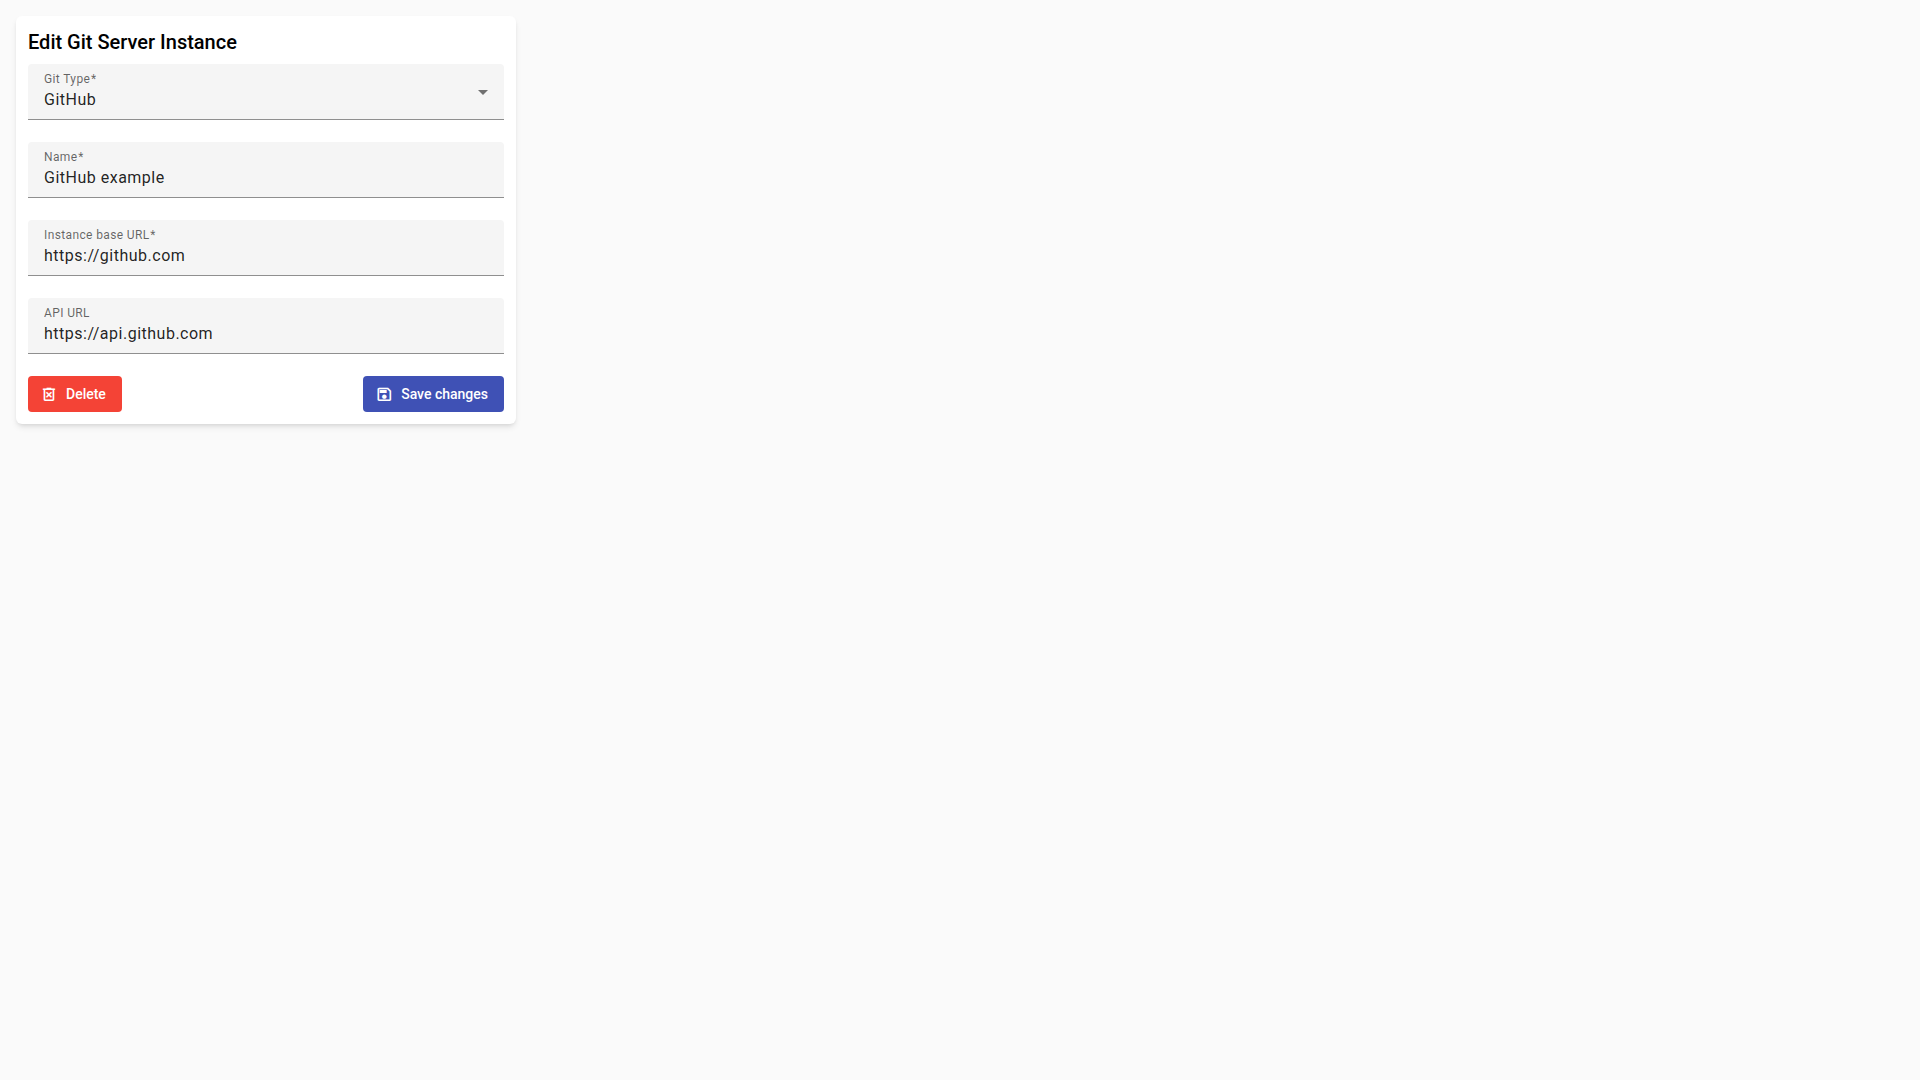 Edit Git Server Instance
Git Type*
GitHub
Name*
GitHub example
Instance base URL*
https://github.com
API URL
https://api.github.com
Delete
Save changes